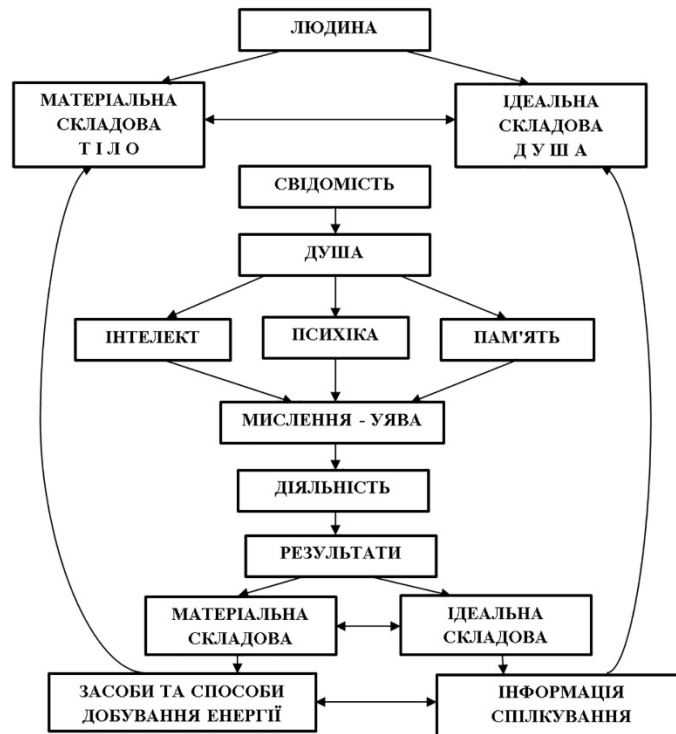 ЛЮДИНА
МАТЕРІАЛЬНА
СКЛАДОВА
Т І Л О
ІДЕАЛЬНА
СКЛАДОВА
Д У Ш А
СВІДОМІСТЬ
ДУША
ІНТЕЛЕКТ
ПСИХІКА
ПАМ'ЯТЬ
МИСЛЕННЯ - УЯВА
ДІЯЛЬНІСТЬ
РЕЗУЛЬТАТИ
МАТЕРІАЛЬНА
СКЛАДОВА
ІДЕАЛЬНА
СКЛАДОВА
ЗАСОБИ ТА СПОСОБИ
ДОБУВАННЯ ЕНЕРГІЇ
ІНФОРМАЦІЯ
СПІЛКУВАННЯ